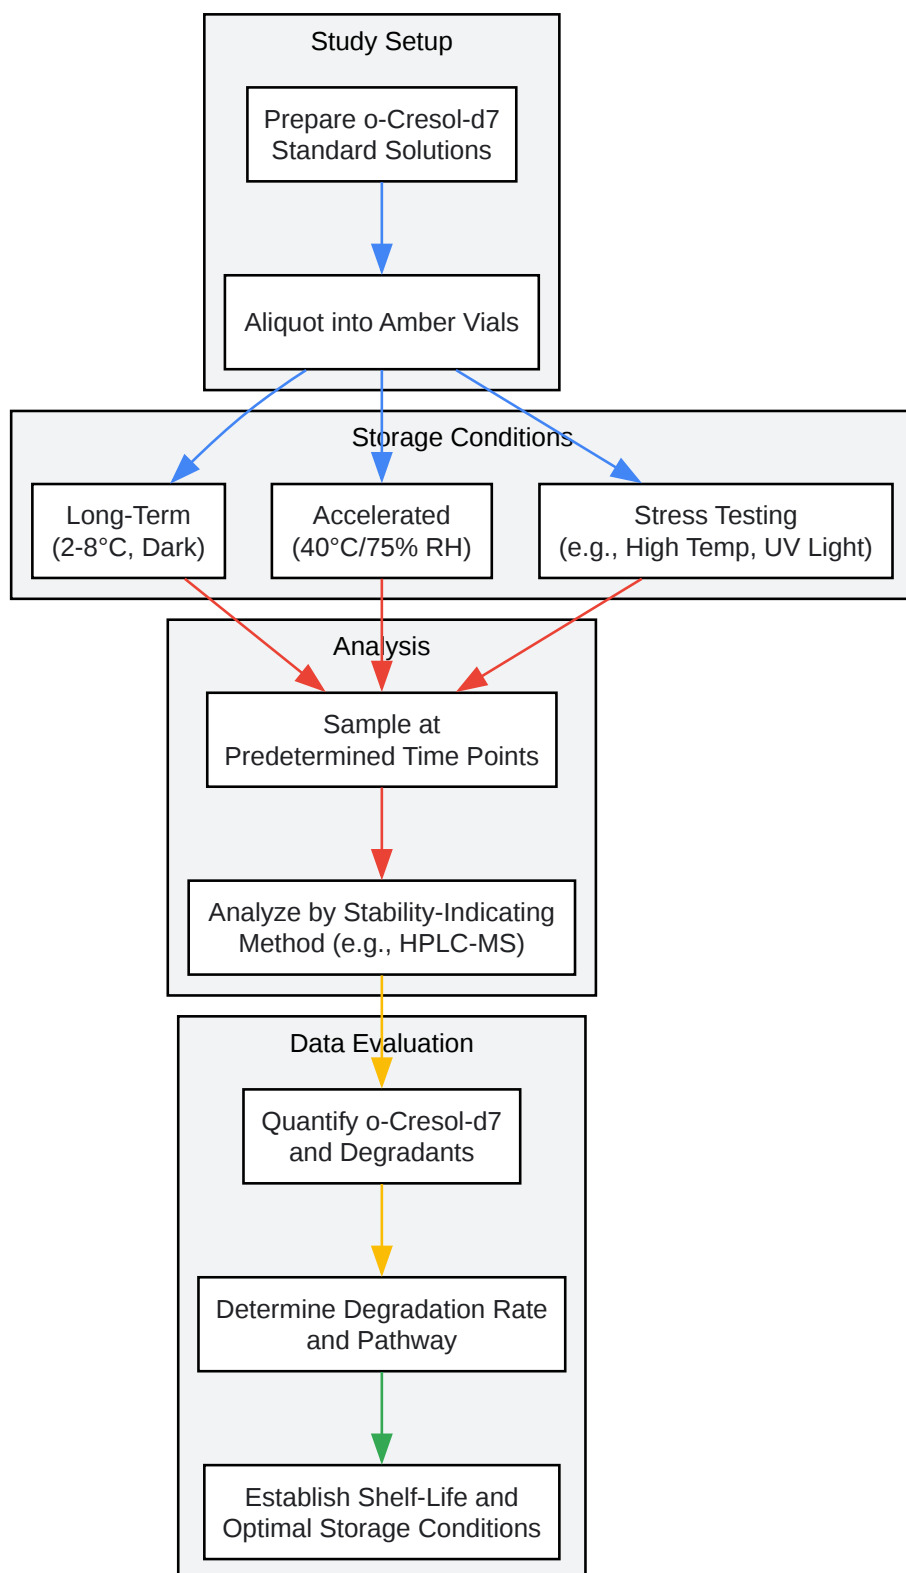 Study Setup
Prepare o-Cresol-d7
Standard Solutions
Aliquot into Amber Vials
Storage Conditions
Long-Term
(2-8°C, Dark)
Accelerated
(40°C/75% RH)
Stress Testing
(e.g., High Temp, UV Light)
Analysis
Sample at
Predetermined Time Points
Analyze by Stability-Indicating
Method (e.g., HPLC-MS)
Data Evaluation
Quantify o-Cresol-d7
and Degradants
Determine Degradation Rate
and Pathway
Establish Shelf-Life and
Optimal Storage Conditions